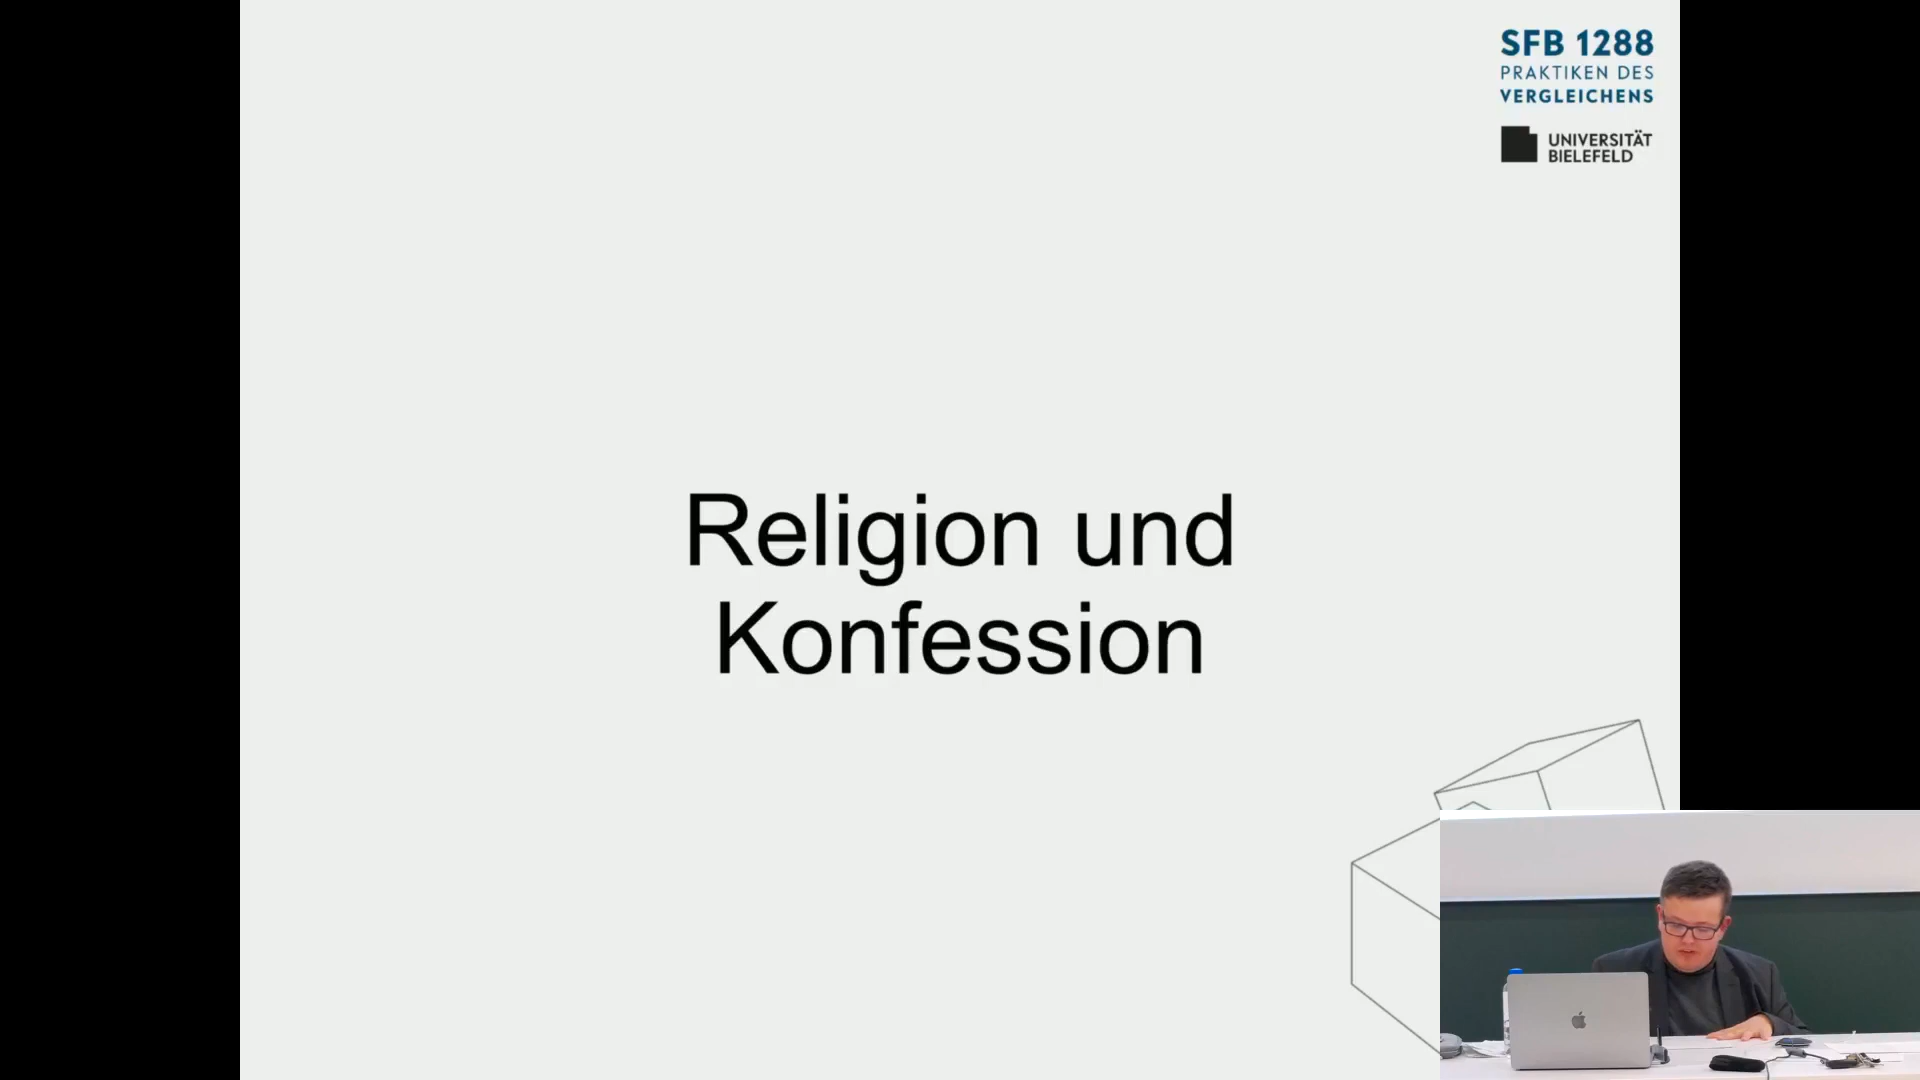 SFB 1288
PRAKTIKEN DES
VERGLEICHENS
UNIVERSITÄT
BIELEFELD
Religion und
Konfession